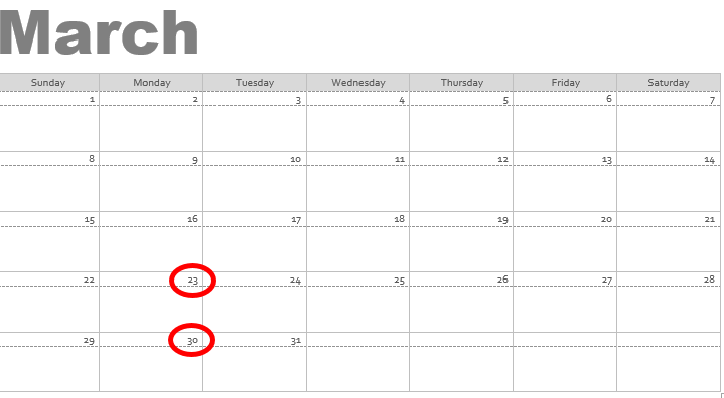 March
Sunday Monday Tuesday Wednesday Thursday Friday Saturday
1 2 3 4 5 6 7
8 9 10 11 12 13 14
15 16 17 18 19 20 21
22 23 24 25 26 27 28
29 30 31